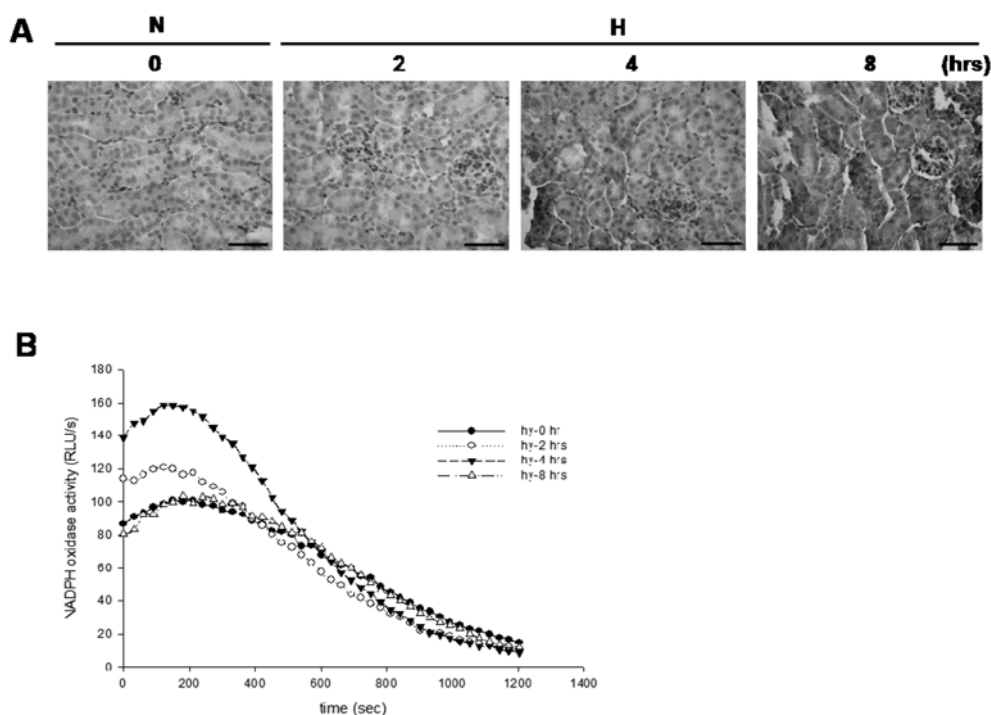 A
N H
0 2 4 8 (hrs)
B
NADPH oxidase activity (RLU/s)
180
160
140
120
100
80
60
40
20
0
hy-0 hr
hy-2 hrs
hy-4 hrs
hy-8 hrs
0 200 400 600 800 1000 1200 1400
time (sec)